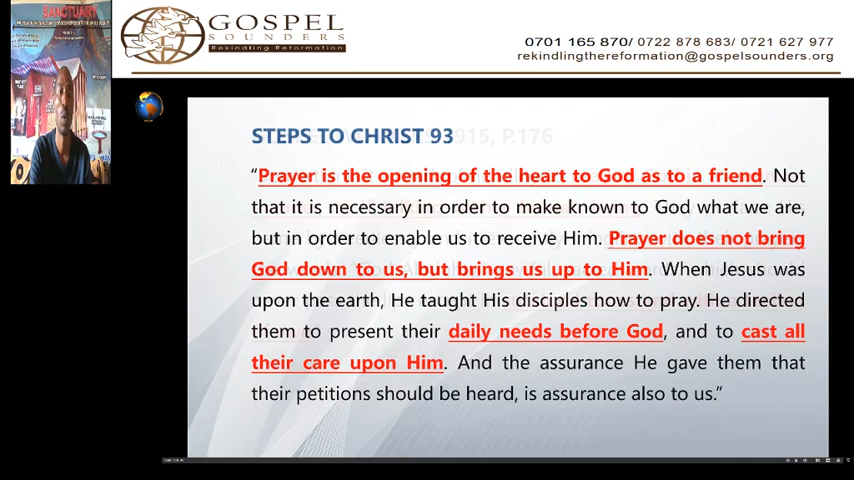 SANCTUARY
GOSPEL
SOUNDERS
Rekindling Reformation
0701 165 870/ 0722 878 683/ 0721 627 977
rekindlingthereformation@gospelsounders.org
STEPS TO CHRIST 93
915, P.176
“Prayer is the opening of the heart to God as to a friend. Not
that it is necessary in order to make known to God what we are,
but in order to enable us to receive Him. Prayer does not bring
God down to us, but brings us up to Him. When Jesus was
upon the earth, He taught His disciples how to pray. He directed
them to present their daily needs before God, and to cast all
their care upon Him. And the assurance He gave them that
their petitions should be heard, is assurance also to us.”